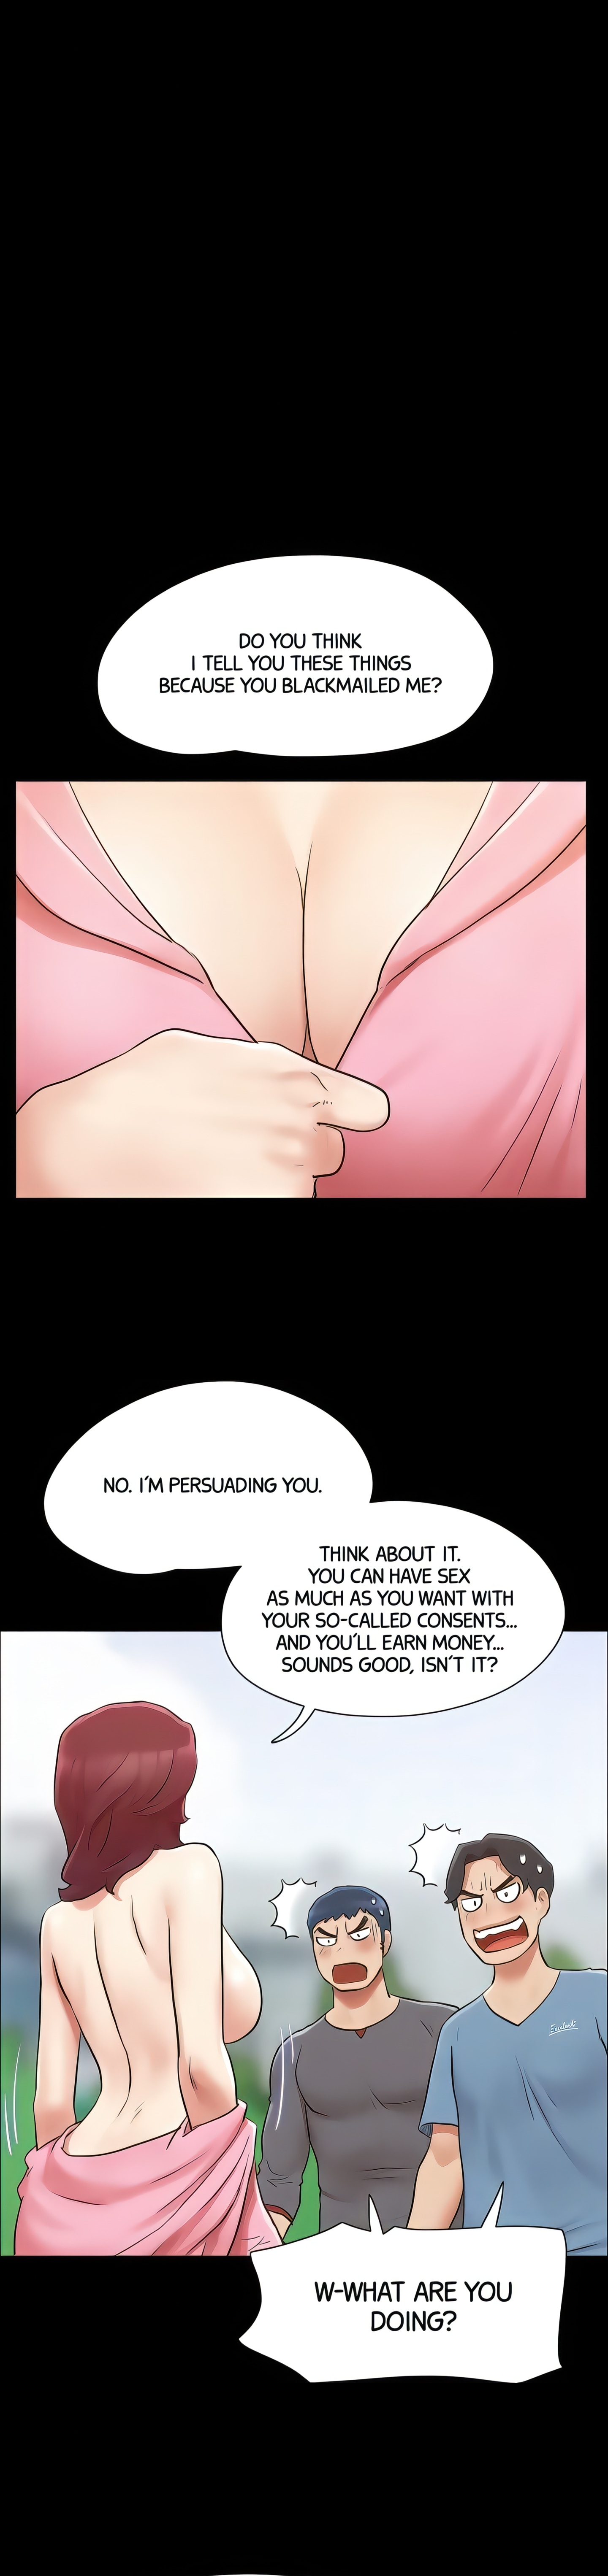 DO YOU THINK
I TELL YOU THESE THINGS
BECAUSE YOU BLACKMAILED ME?
NO. I'M PERSUADING YOU.
THINK ABOUT IT.
YOU CAN HAVE SEX
AS MUCH AS YOU WANT WITH
YOUR SO-CALLED CONSENTS...
AND YOU'LL EARN MONEY...
SOUNDS GOOD, ISN'T IT?
W-WHAT ARE YOU
DOING?